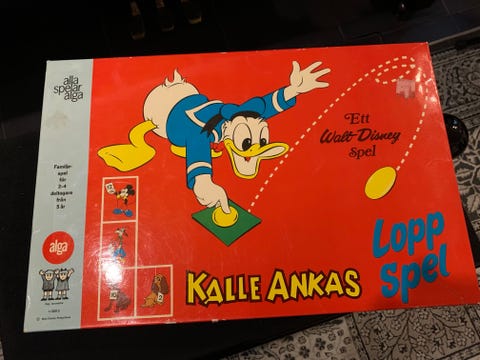 alla
spelar
alga
Familje-
spel
för
2-4
deltagare
från
5 år
alga
Ett
Walt Disney
Spel
KALLE ANKAS
Lopp
Spel